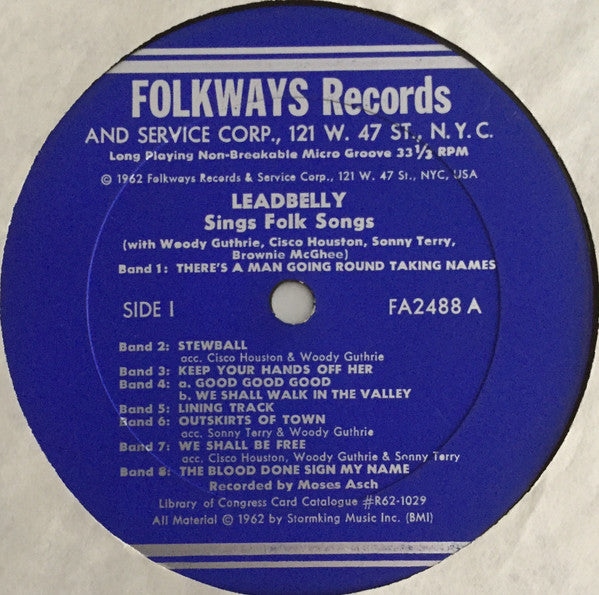 FOLKWAYS Records
AND SERVICE CORP., 121 W. 47 ST., N.Y.C.
Long Playing Non-Breakable Micro Groove 33 1/3 RPM
© 1962 Folkways Records & Service Corp., 121 W. 47 St., NYC, USA
LEADBELLY
Sings Folk Songs
(with Woody Guthrie, Cisco Houston, Sonny Terry,
Brownie McGhee)
Band 1: THERE'S A MAN GOING ROUND TAKING NAMES
SIDE I
FA2488 A
Band 2: STEWBALL
acc. Cisco Houston & Woody Guthrie
Band 3: KEEP YOUR HANDS OFF HER
Band 4: a. GOOD GOOD GOOD
b. WE SHALL WALK IN THE VALLEY
Band 5: LINING TRACK
Band 6: OUTSKIRTS OF TOWN
acc. Sonny Terry & Woody Guthrie
Band 7: WE SHALL BE FREE
acc. Cisco Houston, Woody Guthrie & Sonny Terry
Band 8: THE BLOOD DONE SIGN MY NAME
Recorded by Moses Asch
Library of Congress Card Catalogue #R62-1029
All Material © 1962 by Stormking Music Inc. (BMI)